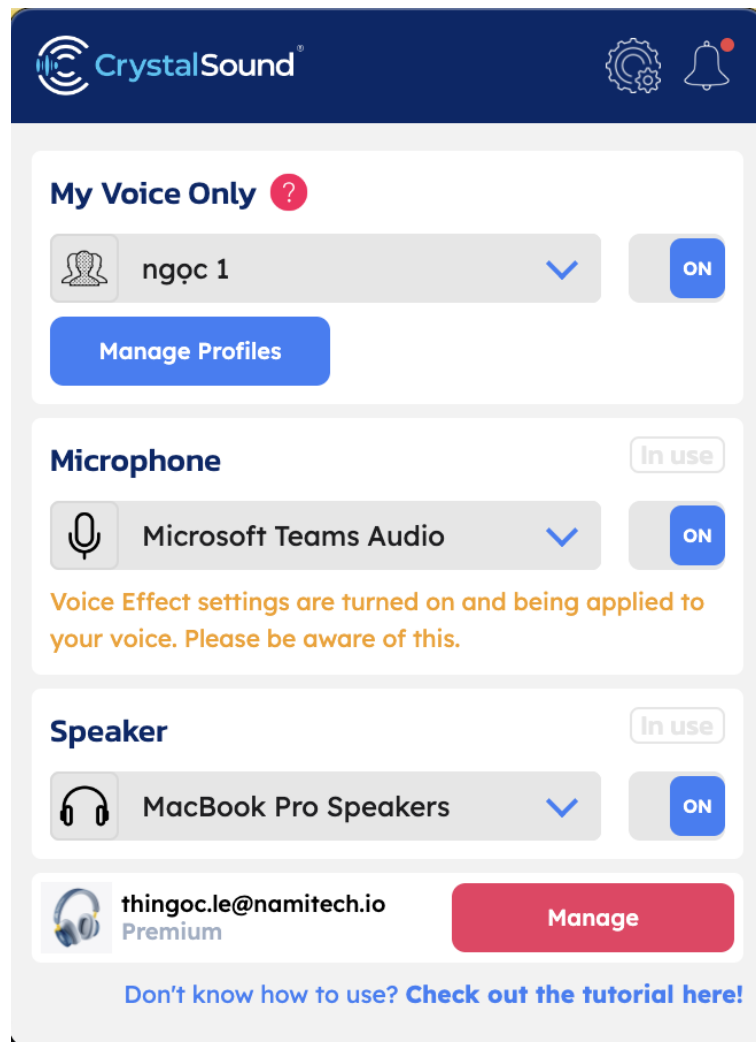 CrystalSound®
My Voice Only ?
ngọc 1
ON
Manage Profiles
Microphone
In use
Microsoft Teams Audio
ON
Voice Effect settings are turned on and being applied to
your voice. Please be aware of this.
Speaker
In use
MacBook Pro Speakers
ON
thingoc.le@namitech.io
Premium
Manage
Don't know how to use? Check out the tutorial here!